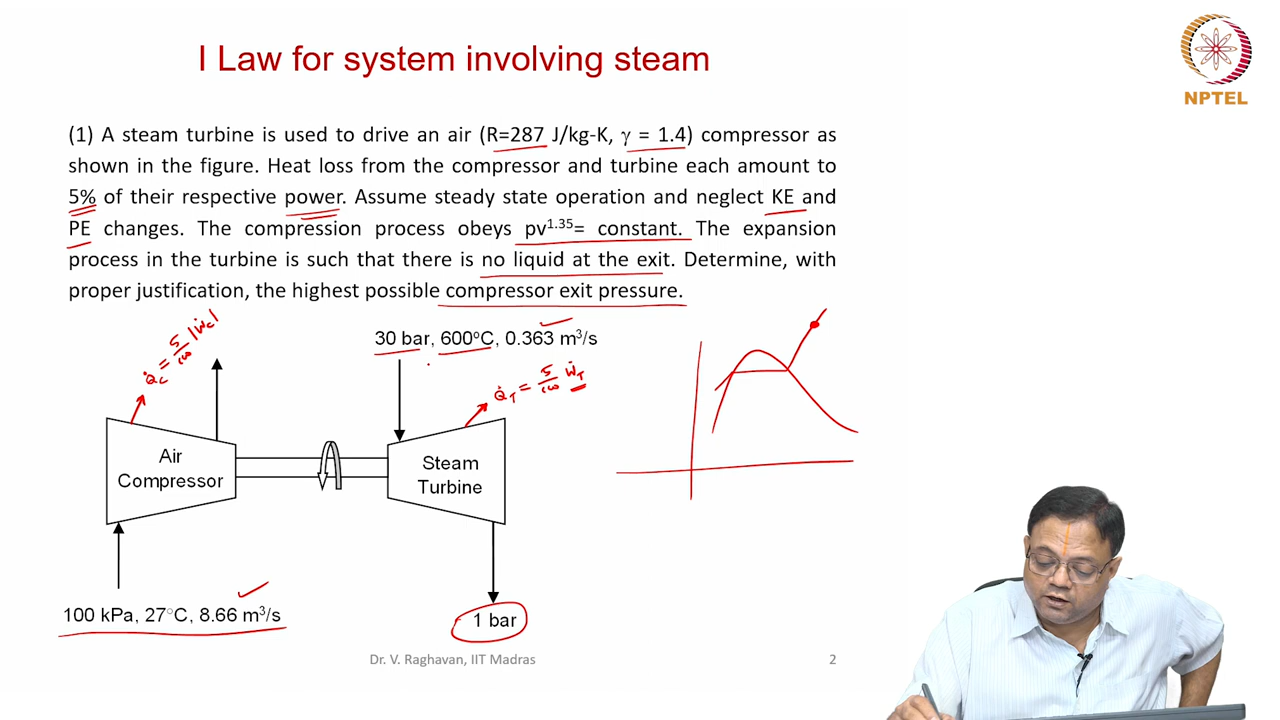 I Law for system involving steam
NPTEL
(1) A steam turbine is used to drive an air (R=287 J/kg-K, γ = 1.4) compressor as
shown in the figure. Heat loss from the compressor and turbine each amount to
5% of their respective power. Assume steady state operation and neglect KE and
PE changes. The compression process obeys pv^1.35= constant. The expansion
process in the turbine is such that there is no liquid at the exit. Determine, with
proper justification, the highest possible compressor exit pressure.
Q̇c = 5/100 |Ẇc|
30 bar, 600°C, 0.363 m³/s
Q̇T = 5/100 ẆT
Air
Compressor
Steam
Turbine
100 kPa, 27°C, 8.66 m³/s
1 bar
Dr. V. Raghavan, IIT Madras
2